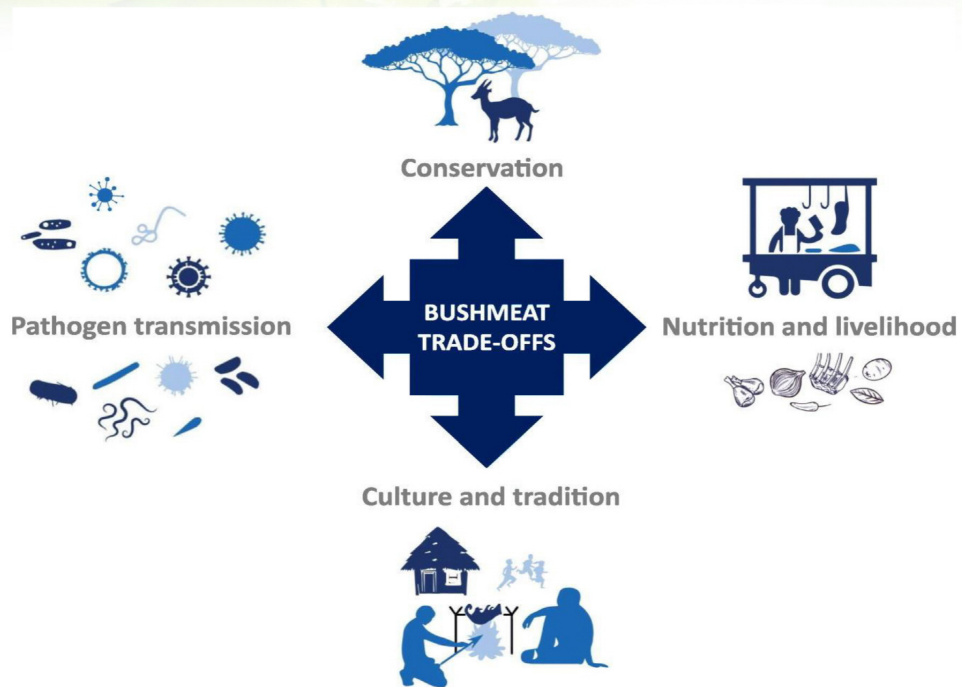 Conservation
Pathogen transmission
BUSHMEAT
TRADE-OFFS
Nutrition and livelihood
Culture and tradition